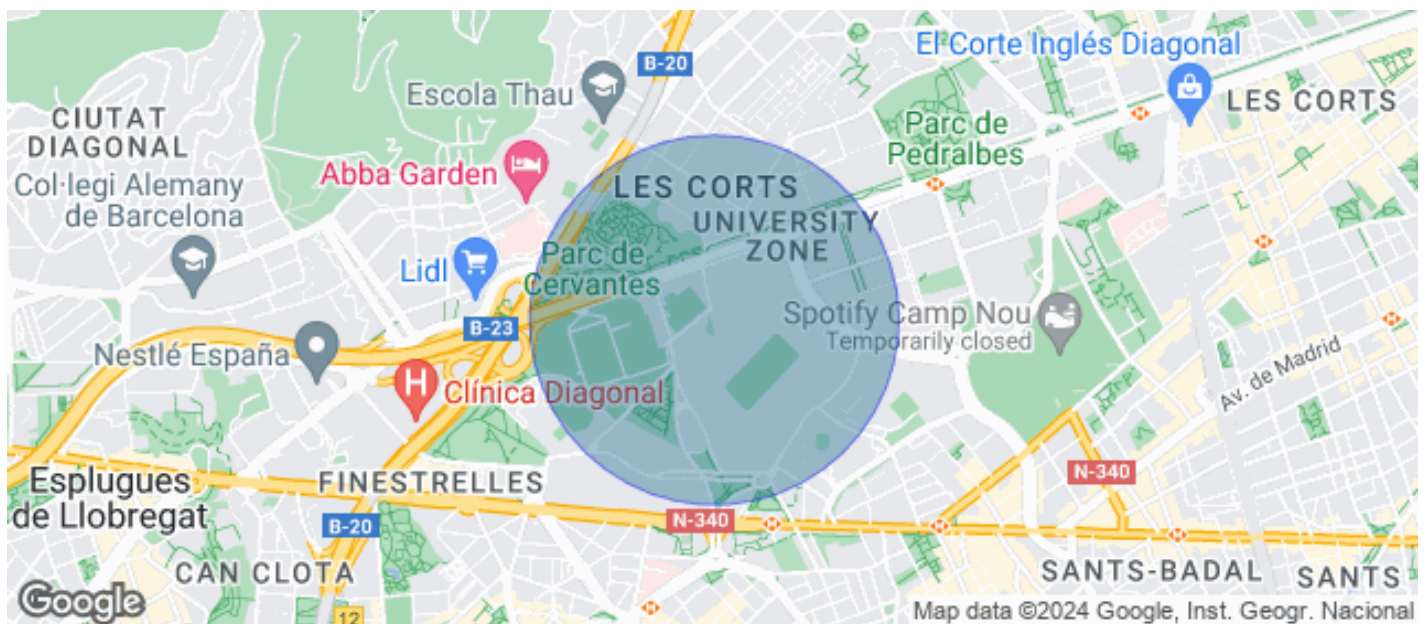 B-20
El Corte Inglés Diagonal
Escola Thau
LES CORTS
CIUTAT
DIAGONAL
Parc de
Pedralbes
Abba Garden
Col·legi Alemany
de Barcelona
LES CORTS
UNIVERSITY
ZONE
Parc de
Cervantes
Lidl
B-23
Spotify Camp Nou
Temporarily closed
Nestlé España
Av. de Madrid
H
Clínica Diagonal
Esplugues
de Llobregat
FINESTRELLES
N-340
B-20
N-340
CAN CLOTA
SANTS-BADAL
SANTS
12
Google
Map data ©2024 Google, Inst. Geogr. Nacional